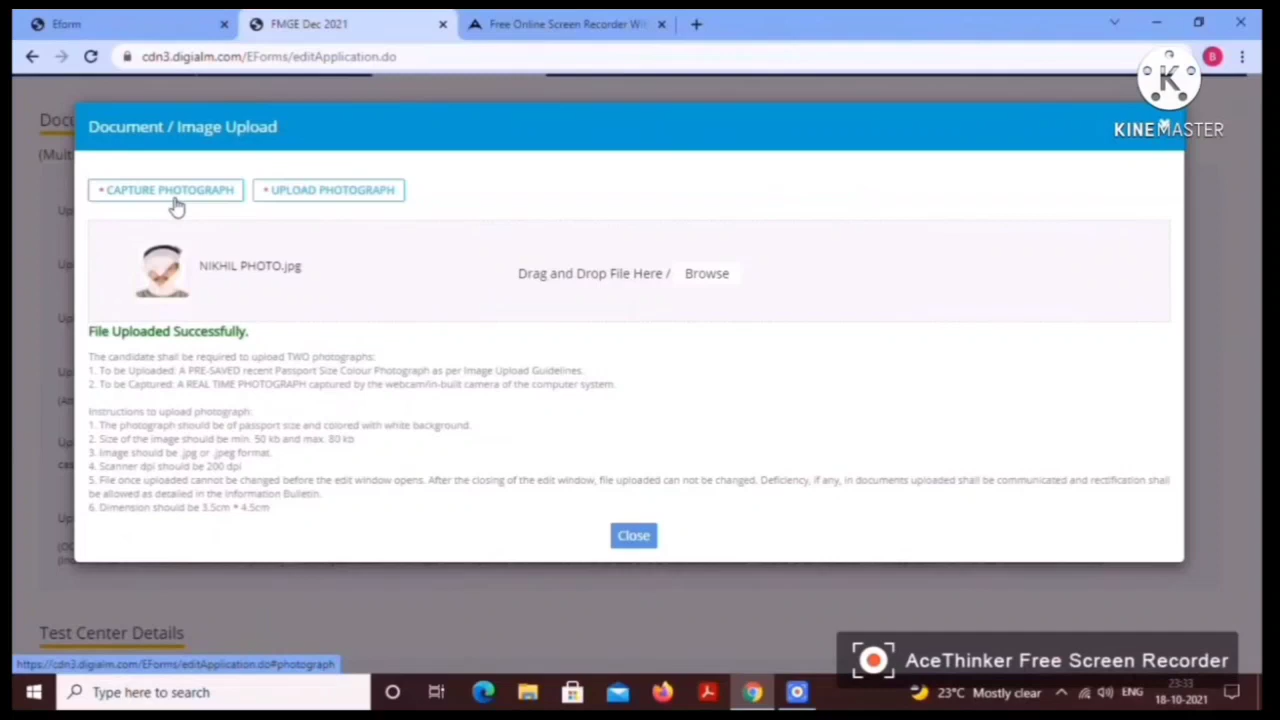 Eform
FMGE Dec 2021
Free Online Screen Recorder Wit
cdn3.digialm.com/EForms/editApplication.do
B
K
KINEMASTER
Docu
(Mult
Document / Image Upload
* CAPTURE PHOTOGRAPH
* UPLOAD PHOTOGRAPH
NIKHIL PHOTO.jpg
Drag and Drop File Here / Browse
File Uploaded Successfully.
The candidate shall be required to upload TWO photographs:
1. To be Uploaded: A PRE-SAVED recent Passport Size Colour Photograph as per Image Upload Guidelines.
2. To be Captured: A REAL TIME PHOTOGRAPH captured by the webcam/in-built camera of the computer system.
Instructions to upload photograph:
1. The photograph should be of passport size and colored with white background.
2. Size of the image should be min. 50 kb and max. 80 kb
3. Image should be .jpg or .jpeg format.
4. Scanner dpi should be 200 dpi
5. File once uploaded cannot be changed before the edit window opens. After the closing of the edit window, file uploaded can not be changed. Deficiency, if any, in documents uploaded shall be communicated and rectification shall
be allowed as detailed in the Information Bulletin.
6. Dimension should be 3.5cm * 4.5cm
Close
Test Center Details
https://cdn3.digialm.com/EForms/editApplication.do#photograph
AceThinker Free Screen Recorder
Type here to search
23°C Mostly clear
ENG
23:33
18-10-2021